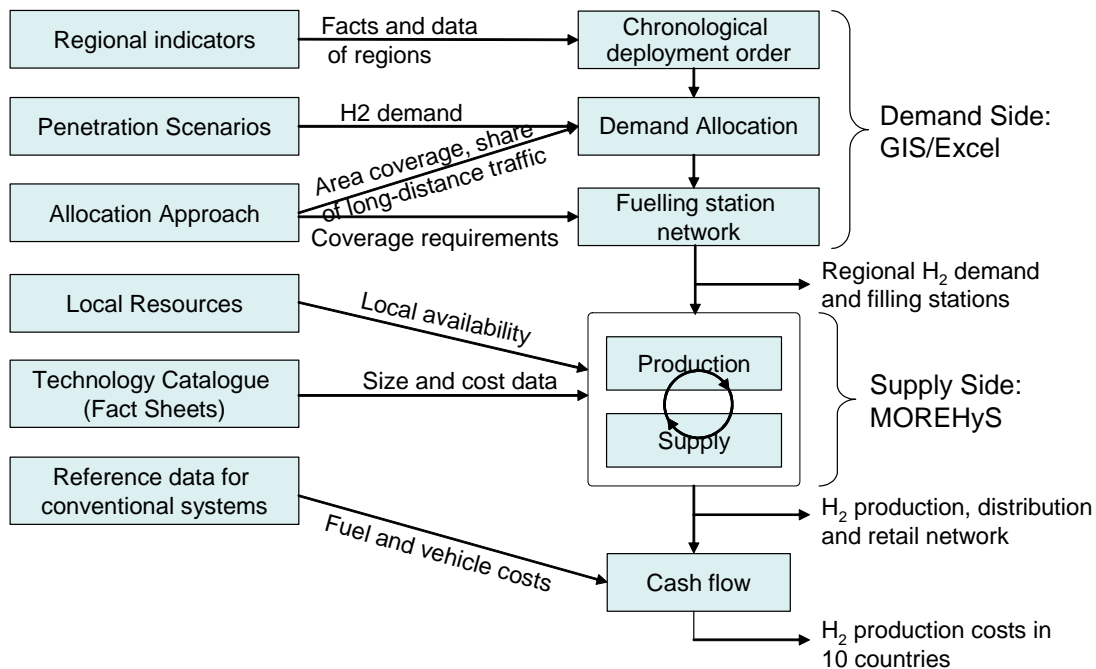 Regional indicators
Facts and data
of regions
Chronological
deployment order
Penetration Scenarios
H2 demand
Demand Allocation
Demand Side:
GIS/Excel
Area coverage, share
of long-distance traffic
Allocation Approach
Coverage requirements
Fuelling station
network
Regional H₂ demand
and filling stations
Local Resources
Local availability
Production
Technology Catalogue
(Fact Sheets)
Size and cost data
Supply
Supply Side:
MOREHyS
Reference data for
conventional systems
Fuel and vehicle costs
H₂ production, distribution
and retail network
Cash flow
H₂ production costs in
10 countries